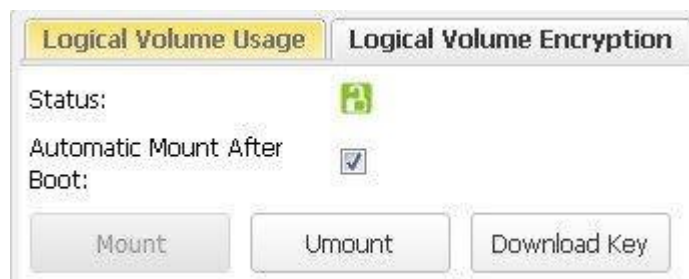 Logical Volume Usage Logical Volume Encryption
Status:
Automatic Mount After
Boot:
Mount Umount Download Key